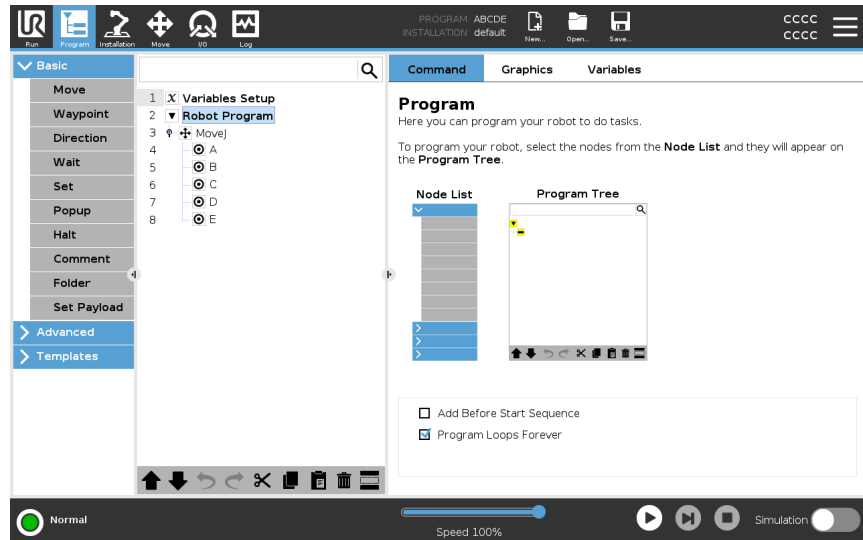 UR
Run
Program
Installation
Move
I/O
Log
PROGRAM ABCDE
INSTALLATION default
New...
Open...
Save...
CCCC
CCCC
Basic
Move
Waypoint
Direction
Wait
Set
Popup
Halt
Comment
Folder
Set Payload
Advanced
Templates
1 X Variables Setup
2 Robot Program
3 MoveJ
4 A
5 B
6 C
7 D
8 E
Command Graphics Variables
Program
Here you can program your robot to do tasks.
To program your robot, select the nodes from the Node List and they will appear on
the Program Tree.
Node List
Program Tree
Add Before Start Sequence
Program Loops Forever
Normal
Speed 100%
Simulation